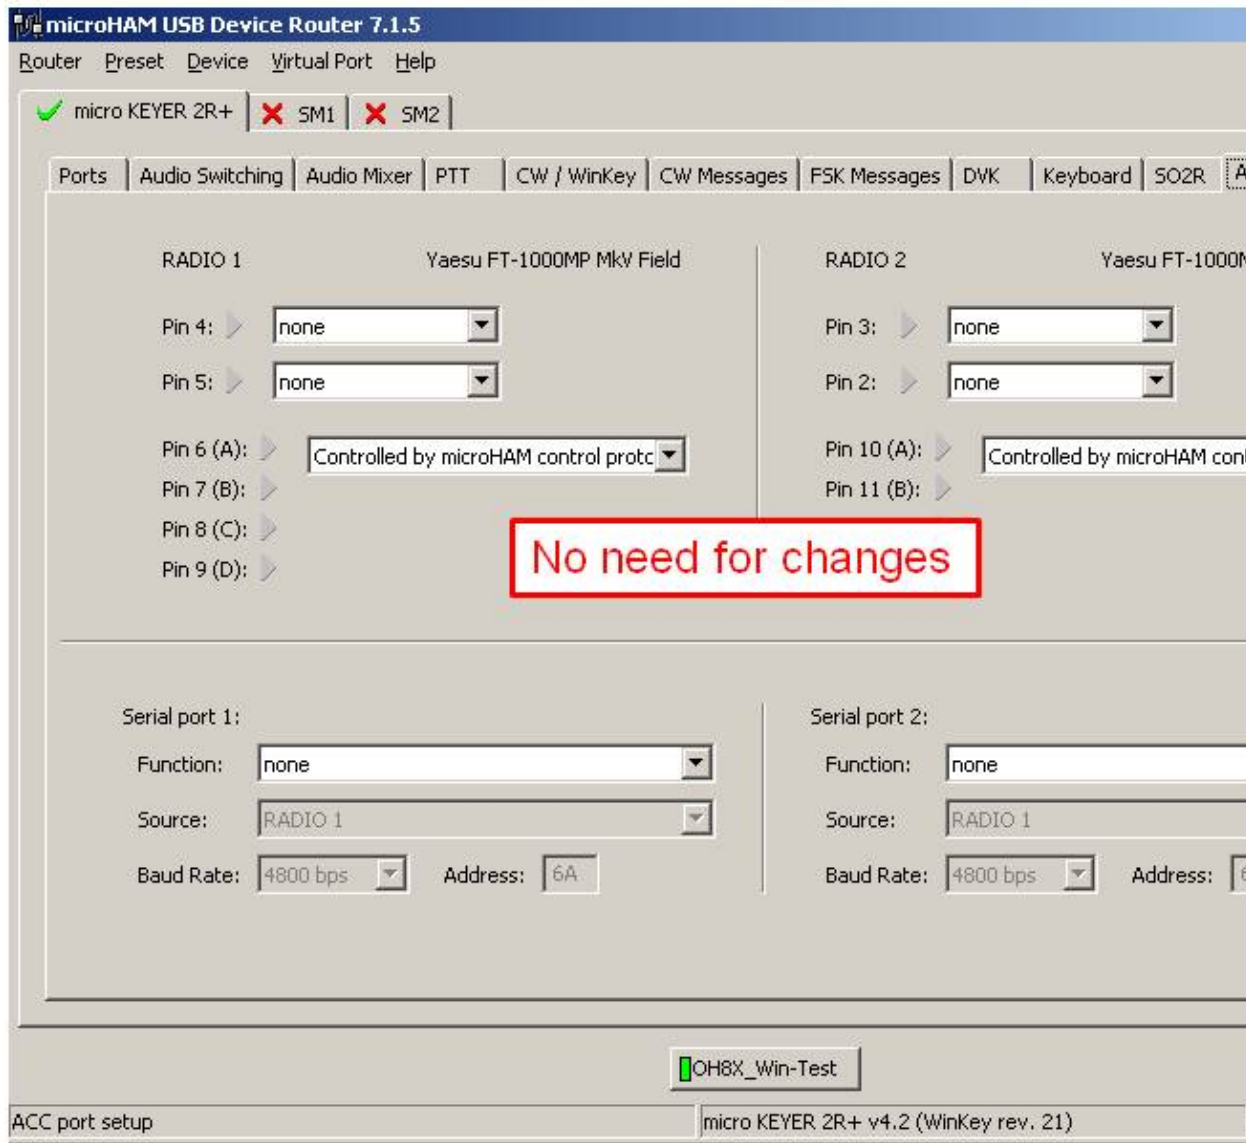 microHAM USB Device Router 7.1.5
Router Preset Device Virtual Port Help
micro KEYER 2R+ SM1 SM2
Ports Audio Switching Audio Mixer PTT CW / WinKey CW Messages FSK Messages DVK Keyboard SO2R A
RADIO 1 Yaesu FT-1000MP MkV Field RADIO 2 Yaesu FT-1000M
Pin 4: none Pin 3: none
Pin 5: none Pin 2: none
Pin 6 (A): Controlled by microHAM control protc Pin 10 (A): Controlled by microHAM con
Pin 7 (B): Pin 11 (B):
Pin 8 (C):
No need for changes
Pin 9 (D):
Serial port 1: Serial port 2:
Function: none Function: none
Source: RADIO 1 Source: RADIO 1
Baud Rate: 4800 bps Address: 6A Baud Rate: 4800 bps Address: 6
OH8X_Win-Test
ACC port setup micro KEYER 2R+ v4.2 (WinKey rev. 21)